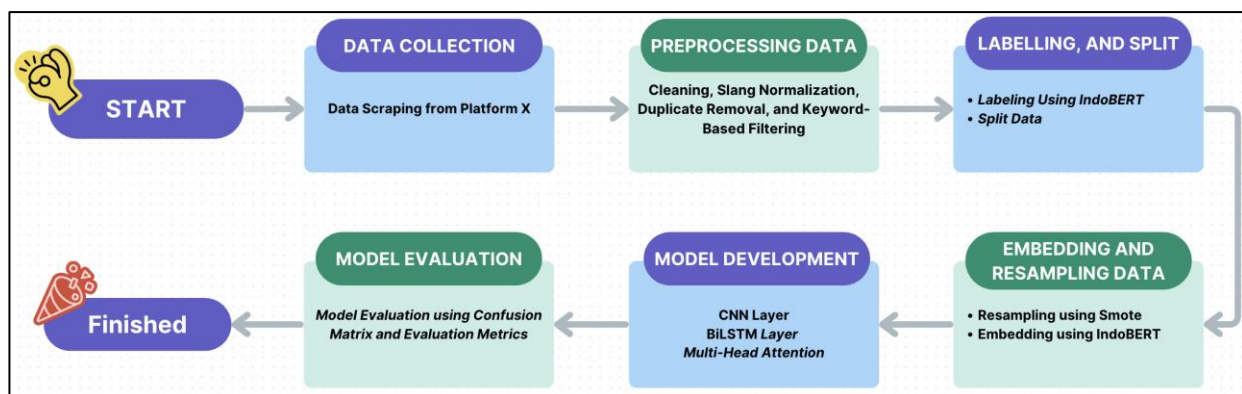 START
DATA COLLECTION
Data Scraping from Platform X
PREPROCESSING DATA
Cleaning, Slang Normalization,
Duplicate Removal, and Keyword-
Based Filtering
LABELLING, AND SPLIT
• Labeling Using IndoBERT
• Split Data
EMBEDDING AND
RESAMPLING DATA
• Resampling using Smote
• Embedding using IndoBERT
MODEL DEVELOPMENT
CNN Layer
BiLSTM Layer
Multi-Head Attention
MODEL EVALUATION
Model Evaluation using Confusion
Matrix and Evaluation Metrics
Finished